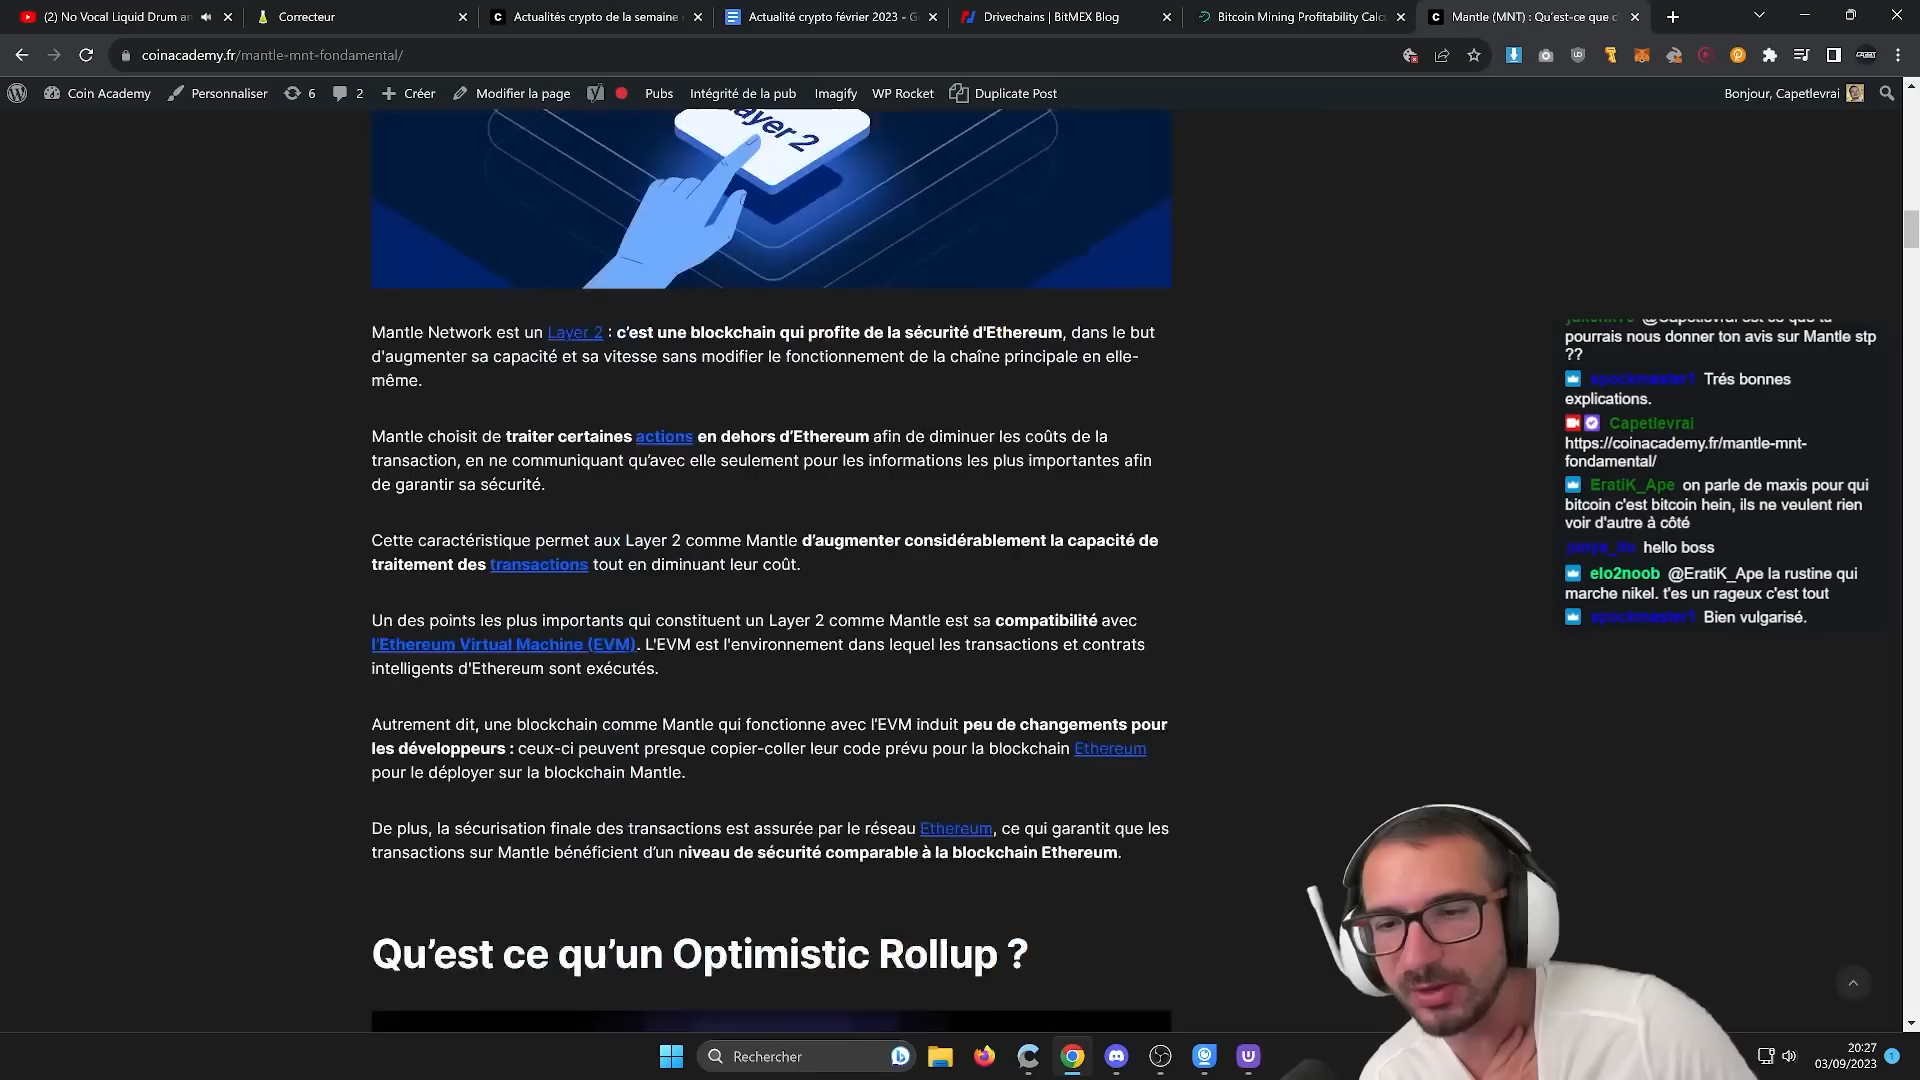 (2) No Vocal Liquid Drum an
Correcteur
Actualités crypto de la semaine
Actualité crypto février 2023 - G
Drivechains | BitMEX Blog
Bitcoin Mining Profitability Calc
Mantle (MNT) : Qu'est-ce que c'
coinacademy.fr/mantle-mnt-fondamental/
Coin Academy
Personnaliser
6
2
Créer
Modifier la page
Pubs
Intégrité de la pub
Imagify
WP Rocket
Duplicate Post
Bonjour, Capetlevrai
Layer 2
Mantle Network est un Layer 2 : c'est une blockchain qui profite de la sécurité d'Ethereum, dans le but
d'augmenter sa capacité et sa vitesse sans modifier le fonctionnement de la chaîne principale en elle-
même.
Mantle choisit de traiter certaines actions en dehors d'Ethereum afin de diminuer les coûts de la
transaction, en ne communiquant qu'avec elle seulement pour les informations les plus importantes afin
de garantir sa sécurité.
Cette caractéristique permet aux Layer 2 comme Mantle d'augmenter considérablement la capacité de
traitement des transactions tout en diminuant leur coût.
Un des points les plus importants qui constituent un Layer 2 comme Mantle est sa compatibilité avec
l'Ethereum Virtual Machine (EVM). L'EVM est l'environnement dans lequel les transactions et contrats
intelligents d'Ethereum sont exécutés.
Autrement dit, une blockchain comme Mantle qui fonctionne avec l'EVM induit peu de changements pour
les développeurs : ceux-ci peuvent presque copier-coller leur code prévu pour la blockchain Ethereum
pour le déployer sur la blockchain Mantle.
De plus, la sécurisation finale des transactions est assurée par le réseau Ethereum, ce qui garantit que les
transactions sur Mantle bénéficient d'un niveau de sécurité comparable à la blockchain Ethereum.
Qu'est ce qu'un Optimistic Rollup ?
pourrais nous donner ton avis sur Mantle stp
??
spockmaster1 Trés bonnes
explications.
Capetlevrai
https://coinacademy.fr/mantle-mnt-
fondamental/
EratiK_Ape on parle de maxis pour qui
bitcoin c'est bitcoin hein, ils ne veulent rien
voir d'autre à côté
hello boss
elo2noob @EratiK_Ape la rustine qui
marche nikel. t'es un rageux c'est tout
spockmaster1 Bien vulgarisé.
Rechercher
20:27
03/09/2023
1